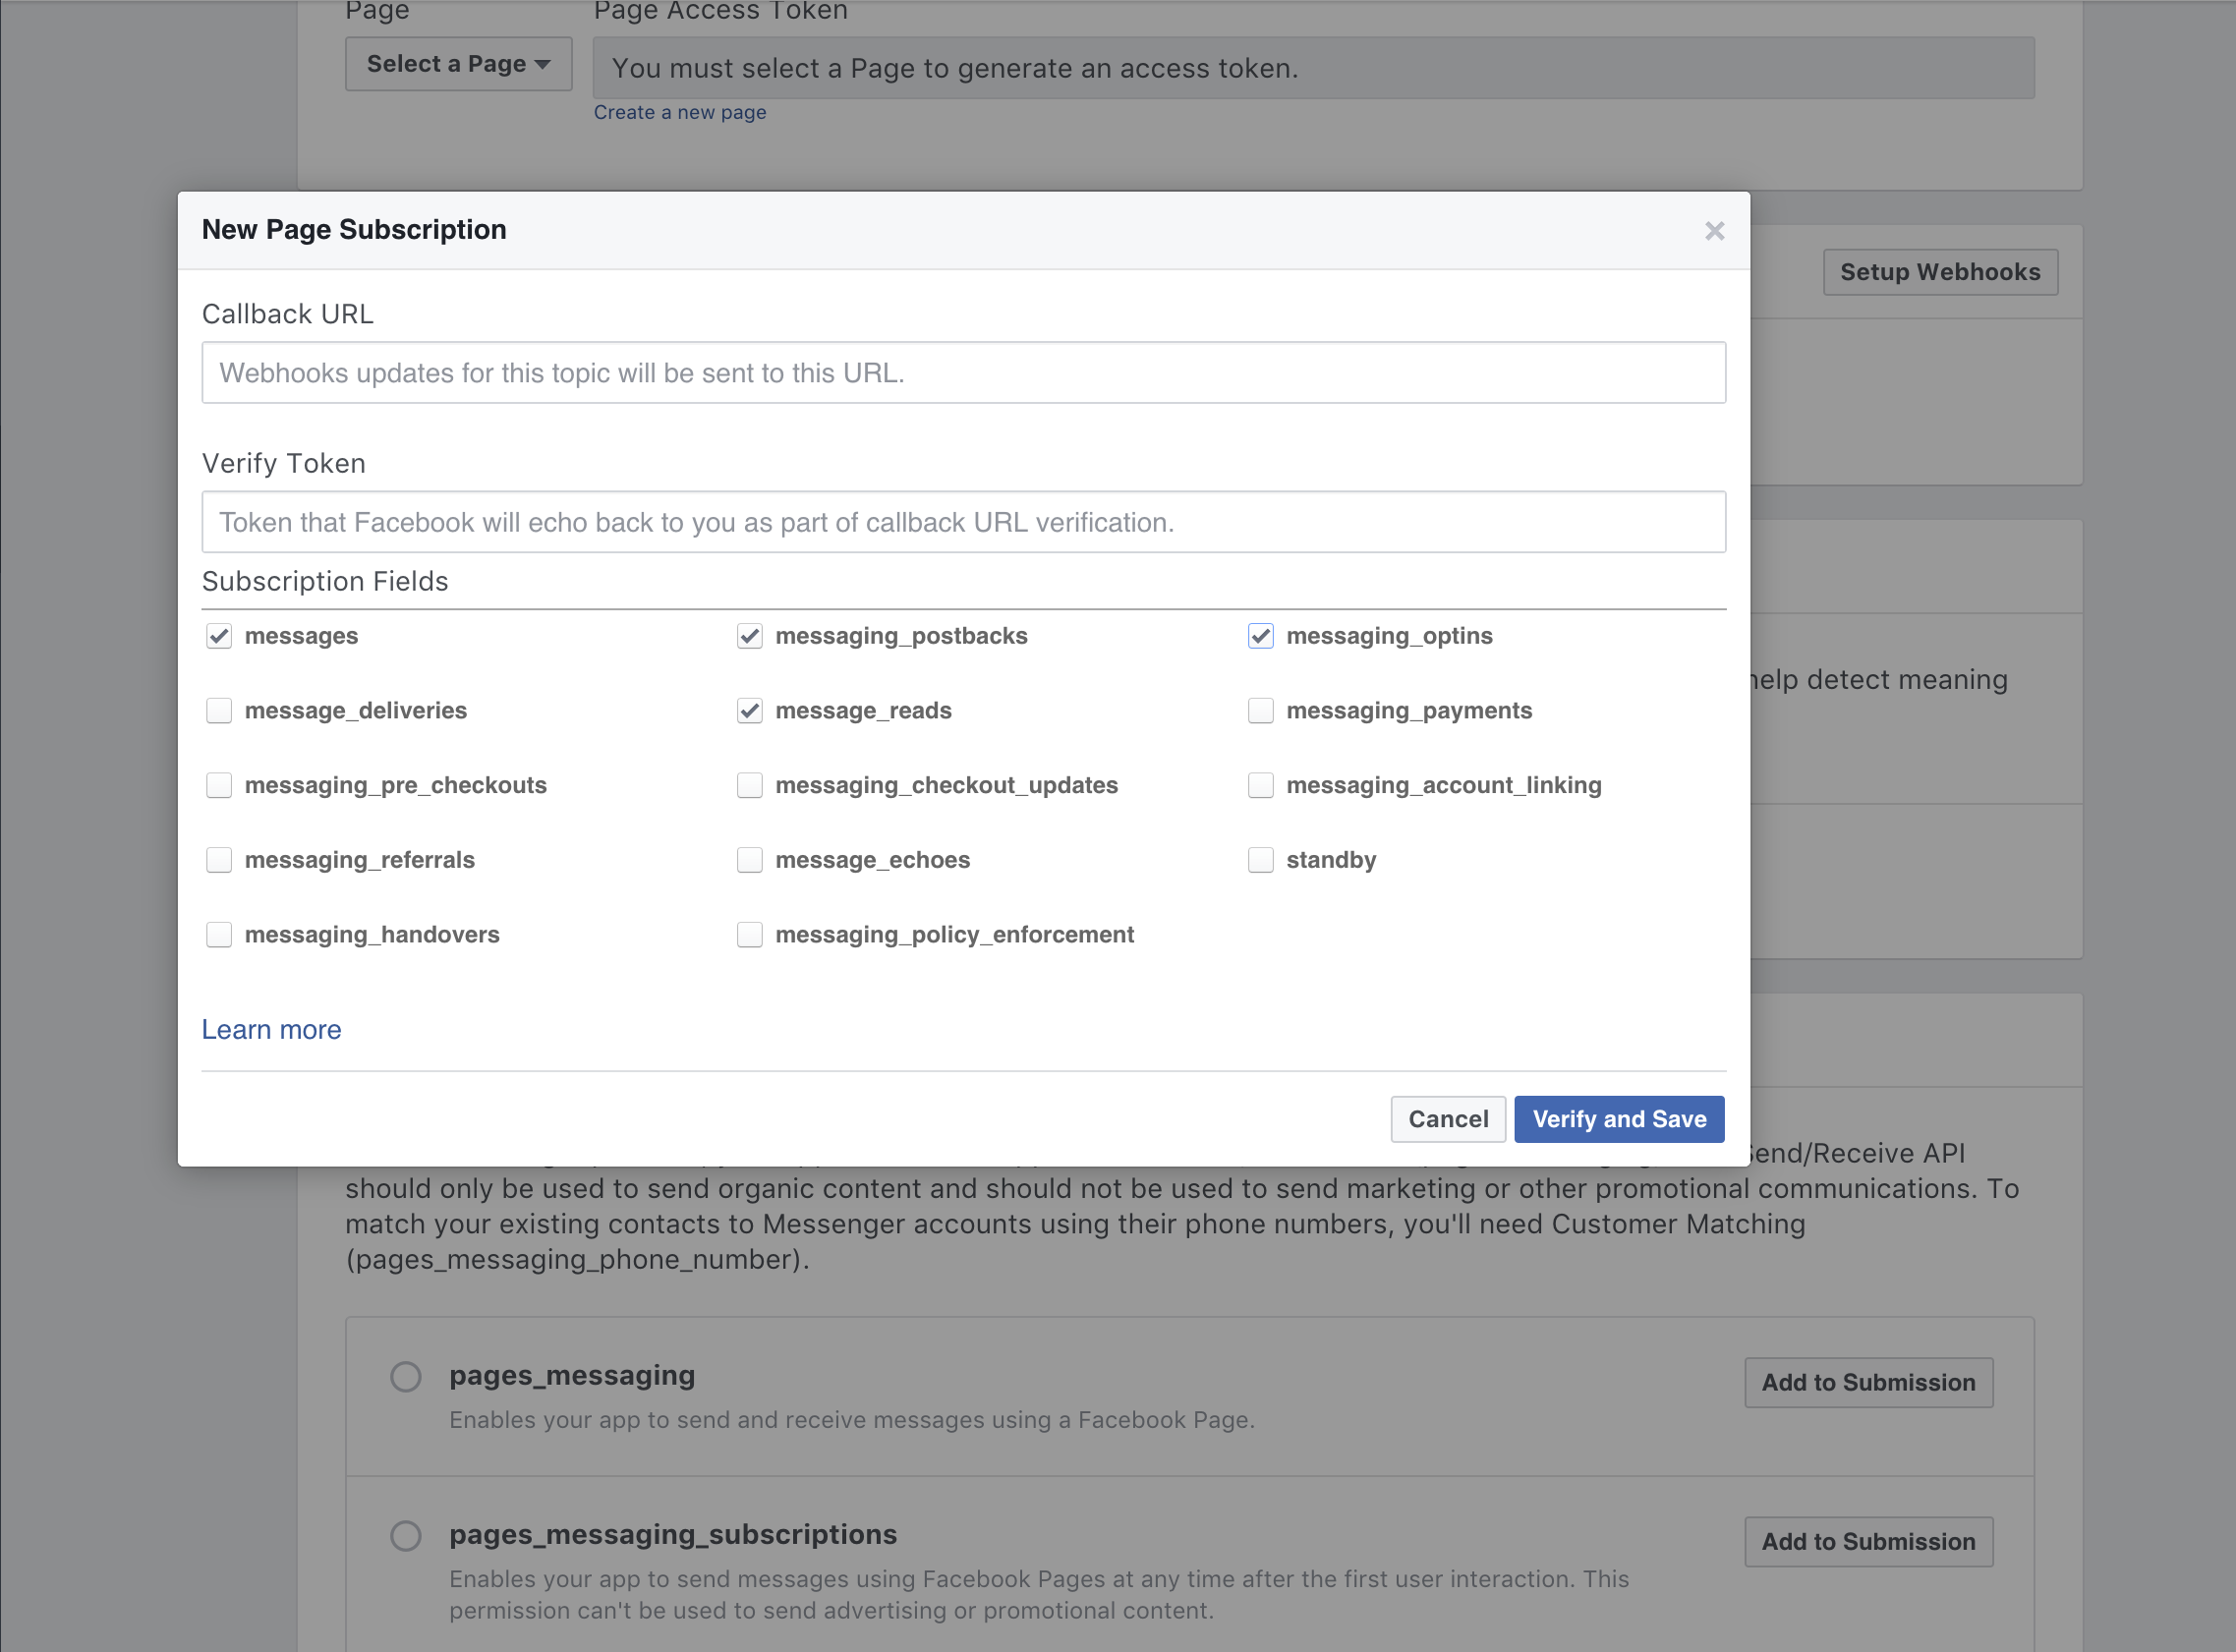 Page Page Access Token
Select a Page You must select a Page to generate an access token.
Create a new page
New Page Subscription
Setup Webhooks
Callback URL
Webhooks updates for this topic will be sent to this URL.
Verify Token
Token that Facebook will echo back to you as part of callback URL verification.
Subscription Fields
messages messaging_postbacks messaging_optins
help detect meaning
message_deliveries message_reads messaging_payments
messaging_pre_checkouts messaging_checkout_updates messaging_account_linking
messaging_referrals message_echoes standby
messaging_handovers messaging_policy_enforcement
Learn more
Cancel Verify and Save
Send/Receive API
should only be used to send organic content and should not be used to send marketing or other promotional communications. To
match your existing contacts to Messenger accounts using their phone numbers, you'll need Customer Matching
(pages_messaging_phone_number).
pages_messaging
Add to Submission
Enables your app to send and receive messages using a Facebook Page.
pages_messaging_subscriptions
Add to Submission
Enables your app to send messages using Facebook Pages at any time after the first user interaction. This
permission can't be used to send advertising or promotional content.